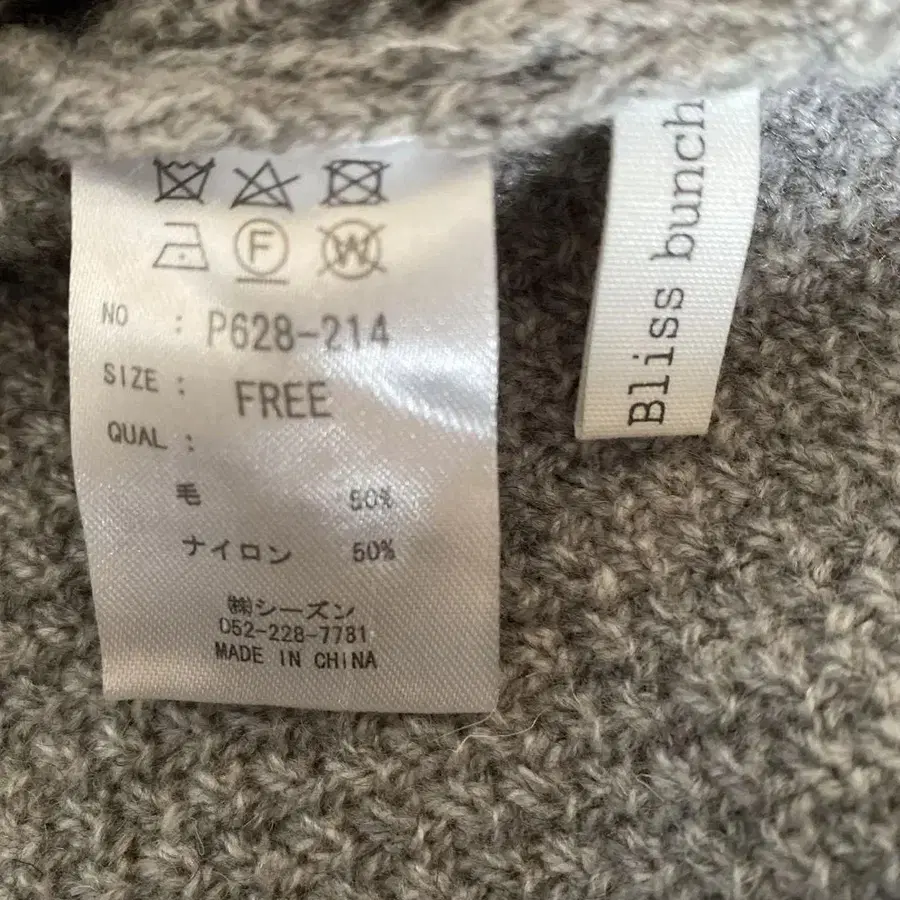 F W
NO : P628-214
SIZE : FREE
QUAL :
毛 50%
ナイロン 50%
㈱シーズン
052-228-7781
MADE IN CHINA
Bliss bunch